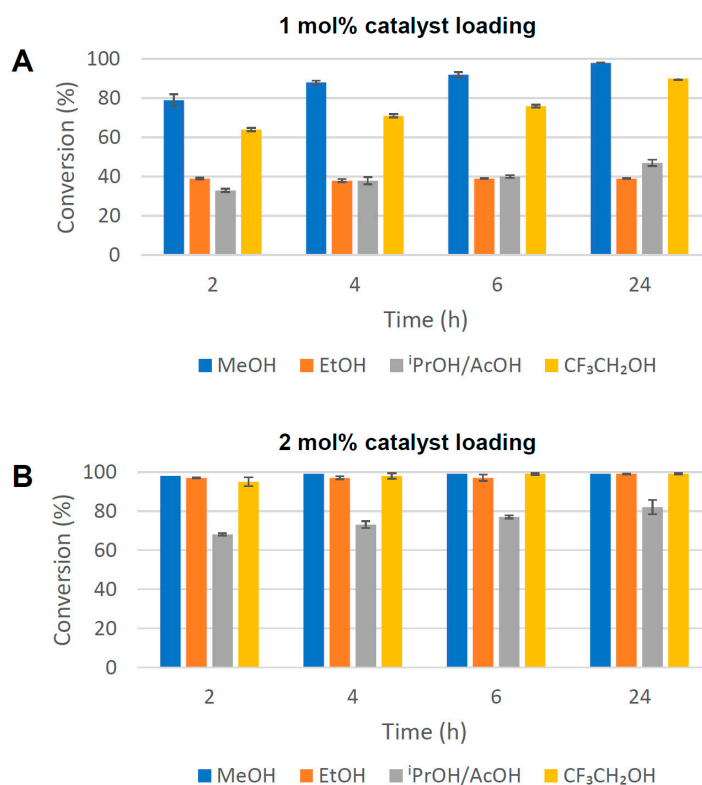 1 mol% catalyst loading
A
Conversion (%)
100
80
60
40
20
0
2 4 6 24
Time (h)
MeOH EtOH ⁱPrOH/AcOH CF₃CH₂OH
2 mol% catalyst loading
B
Conversion (%)
100
80
60
40
20
0
2 4 6 24
Time (h)
MeOH EtOH ⁱPrOH/AcOH CF₃CH₂OH